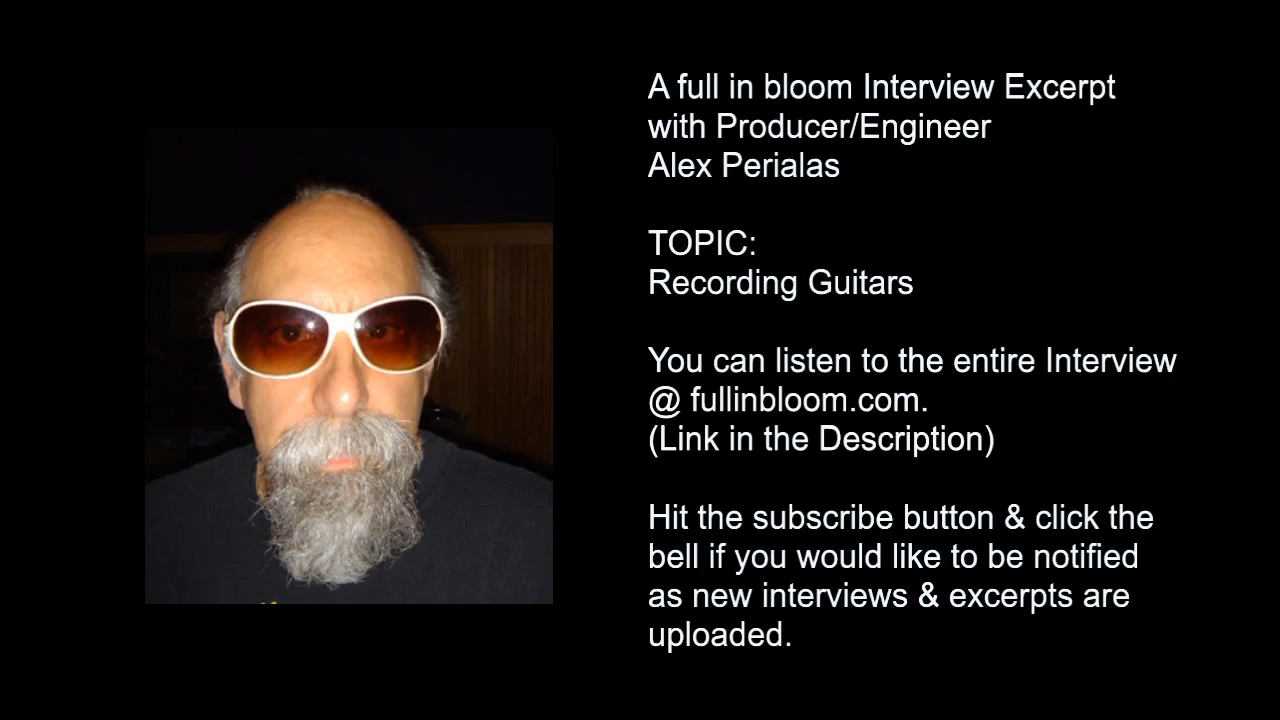 A full in bloom Interview Excerpt
with Producer/Engineer
Alex Perialas
TOPIC:
Recording Guitars
You can listen to the entire Interview
@ fullinbloom.com.
(Link in the Description)
Hit the subscribe button & click the
bell if you would like to be notified
as new interviews & excerpts are
uploaded.